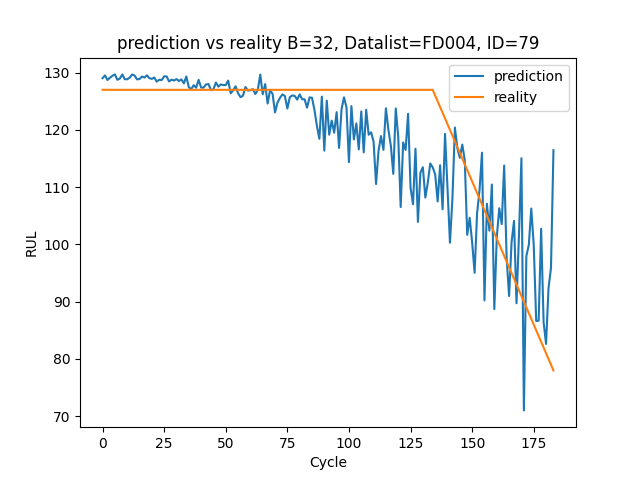 prediction vs reality B=32, Datalist=FD004, ID=79
prediction
reality
RUL
130
120
110
100
90
80
70
0 25 50 75 100 125 150 175
Cycle